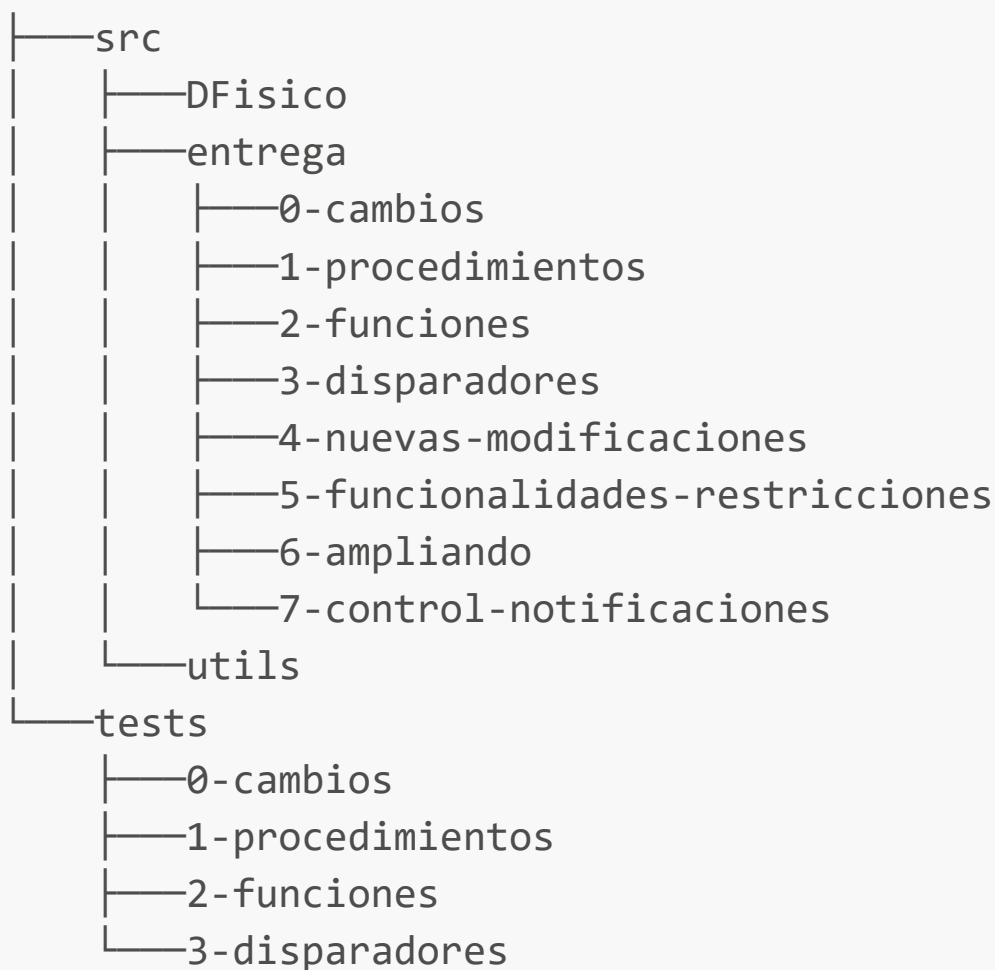 ├───src
│   ├───DFisico
│   ├───entrega
│   │   ├───0-cambios
│   │   ├───1-procedimientos
│   │   ├───2-funciones
│   │   ├───3-disparadores
│   │   ├───4-nuevas-modificaciones
│   │   ├───5-funcionalidades-restricciones
│   │   ├───6-ampliando
│   │   └───7-control-notificaciones
│   └───utils
└───tests
    ├───0-cambios
    ├───1-procedimientos
    ├───2-funciones
    └───3-disparadores